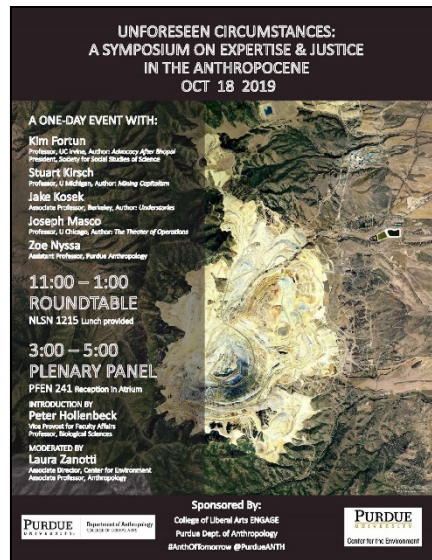 UNFORESEEN CIRCUMSTANCES:
A SYMPOSIUM ON EXPERTISE & JUSTICE
IN THE ANTHROPOCENE
OCT 18 2019
A ONE-DAY EVENT WITH:
Kim Fortun
Professor, UC Irvine, Author: Advocacy After Bhopal
President, Society for Social Studies of Science
Stuart Kirsch
Professor, U Michigan, Author: Mining Capitalism
Jake Kosek
Associate Professor, Berkeley, Author: Understories
Joseph Masco
Professor, U Chicago, Author: The Theater of Operations
Zoe Nyssa
Assistant Professor, Purdue Anthropology
11:00 – 1:00
ROUNDTABLE
NLSN 1215 Lunch provided
3:00 – 5:00
PLENARY PANEL
PFEN 241 Reception in Atrium
INTRODUCTION BY
Peter Hollenbeck
Vice Provost for Faculty Affairs
Professor, Biological Sciences
MODERATED BY
Laura Zanotti
Associate Director, Center for Environment
Associate Professor, Anthropology
Sponsored By:
College of Liberal Arts ENGAGE
Purdue Dept. of Anthropology
#AnthOfTomorrow @PurdueANTH
PURDUE
UNIVERSITY
Department of Anthropology
COLLEGE OF LIBERAL ARTS
PURDUE
UNIVERSITY
Center for the Environment